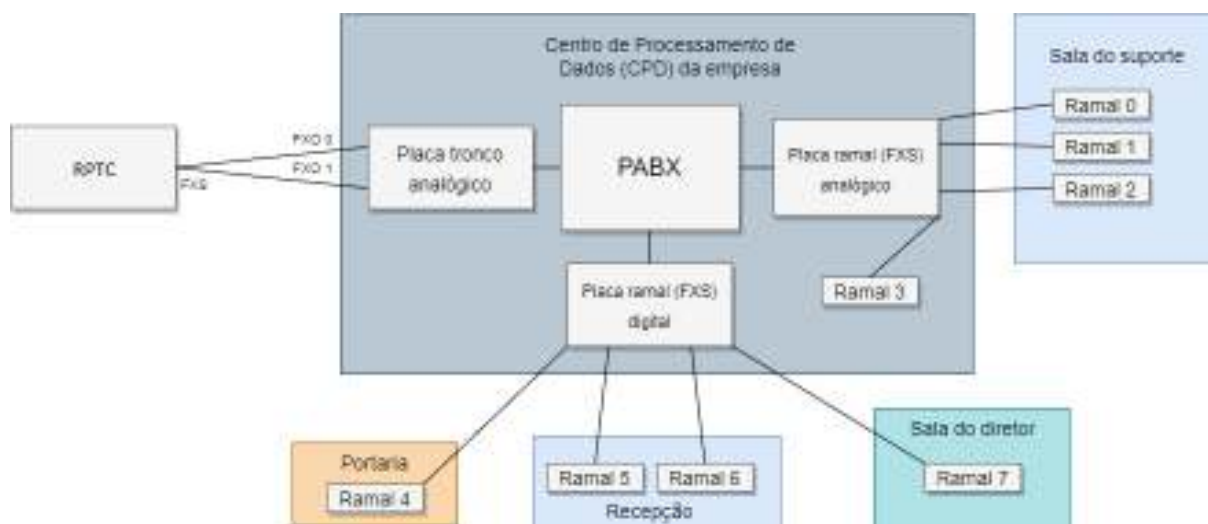 Centro de Processamento de
Dados (CPD) da empresa
Sala do suporte
RPTC
FXO 0
FXO 1
FXS
Placa tronco
analógico
PABX
Placa ramal (FXS)
analógico
Ramal 0
Ramal 1
Ramal 2
Ramal 3
Placa ramal (FXS)
digital
Portaria
Ramal 4
Ramal 5
Ramal 6
Recepção
Sala do diretor
Ramal 7